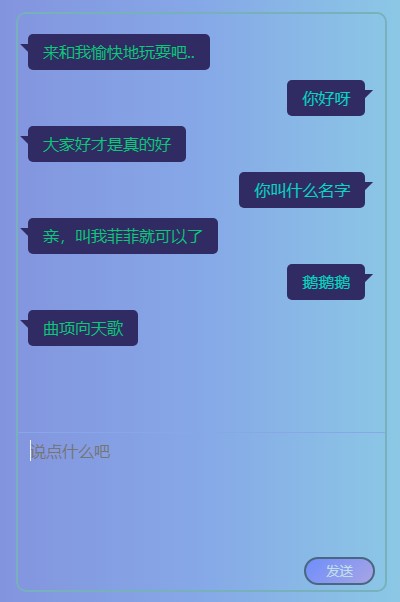 来和我愉快地玩耍吧..
你好呀
大家好才是真的好
你叫什么名字
亲，叫我菲菲就可以了
鹅鹅鹅
曲项向天歌
说点什么吧
发送